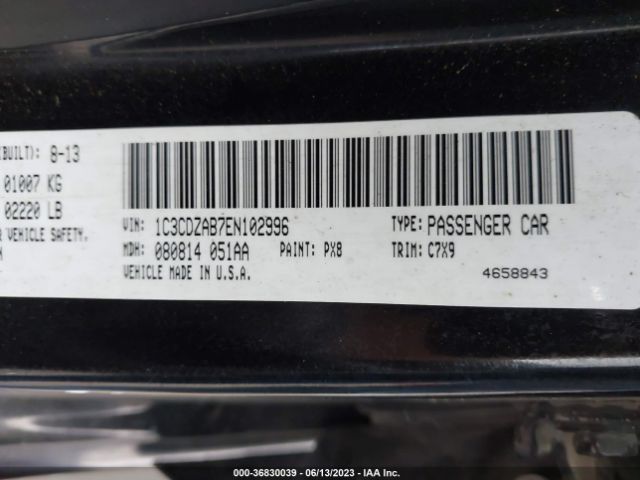 (BUILT): 8-13
01007 KG
02220 LB
VEHICLE SAFETY.
VIN: 1C3CDZAB7EN102996 TYPE: PASSENGER CAR
MDH: 080814 051AA PAINT: PX8 TRIM: C7X9
VEHICLE MADE IN U.S.A.
4658843
000-36830039 - 06/13/2023 - IAA Inc.